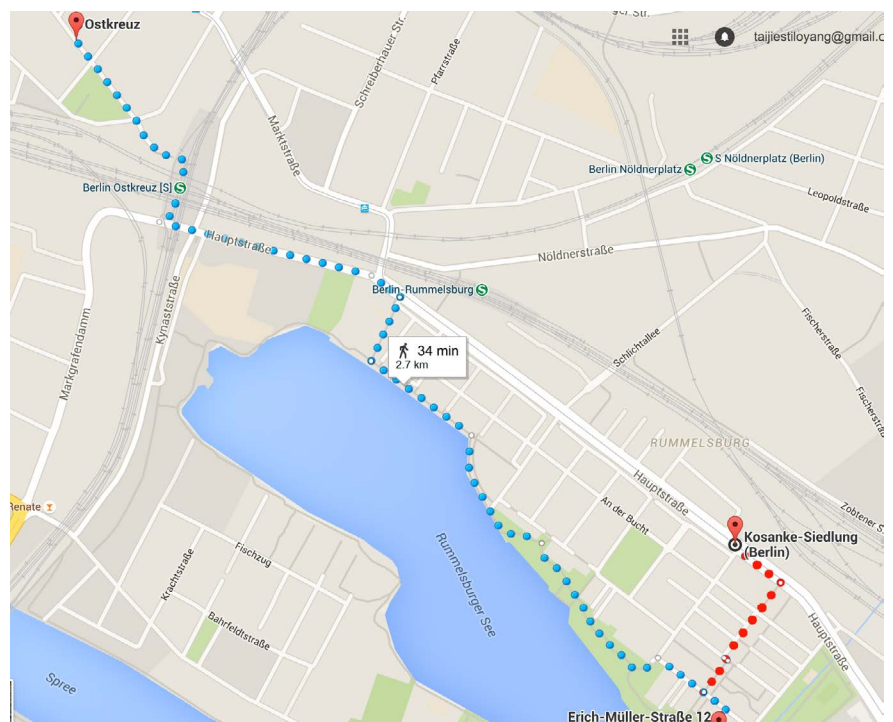 ger Str.
Ostkreuz
taijiestiloyang@gmail.c
Schreiberhauer Str.
Pfarrstraße
Marktstraße
S Nöldnerplatz (Berlin)
Berlin Nöldnerplatz
Berlin Ostkreuz [S]
Leopoldstraße
Hauptstraße
Nöldnerstraße
Berlin-Rummelsburg
Kynaststraße
Markgrafendamm
Fischerstraße
Schlichtallee
34 min
2.7 km
Fischerstraße
RUMMELSBURG
Hauptstraße
Zobtener S
Renate
An der Bucht
Kosanke-Siedlung
(Berlin)
Fischzug
Krachtstraße
Rummelsburger See
Bahrfeldtstraße
Hauptstraße
Spree
Erich-Müller-Straße 12